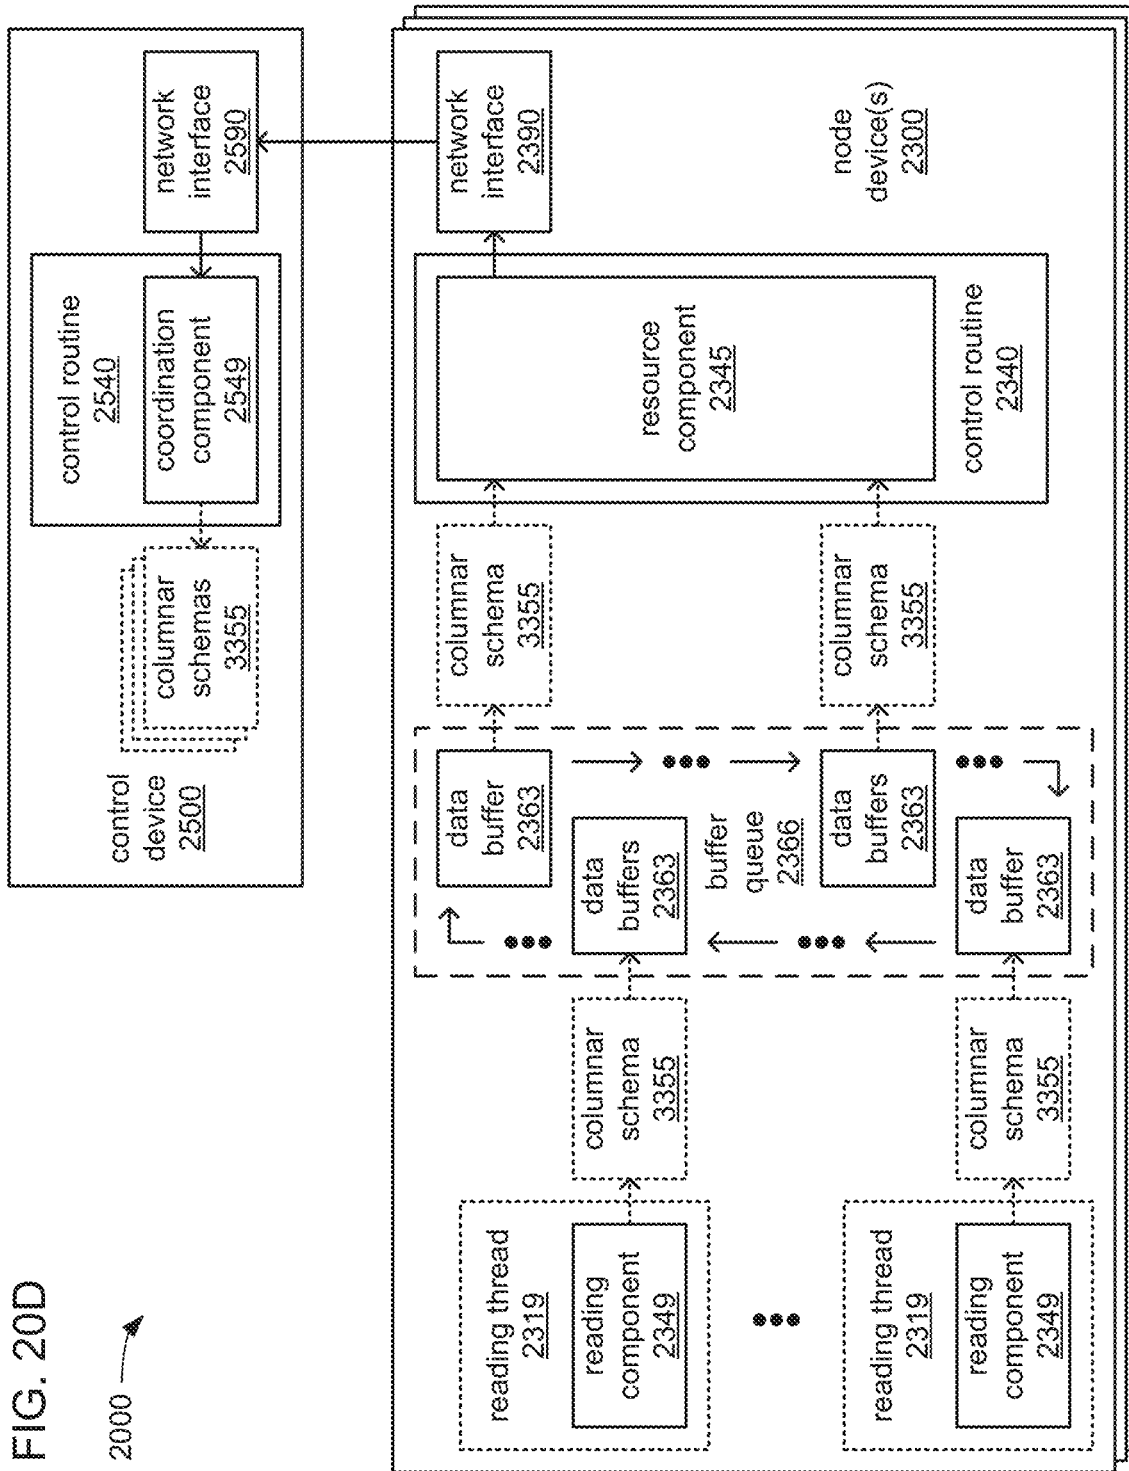 FIG. 20D
2000
control
device
2500
columnar
schemas
3355
control routine
2540
coordination
component
2549
network
interface
2590
reading thread
2319
reading
component
2349
columnar
schema
3355
data
buffers
2363
data
buffer
2363
columnar
schema
3355
buffer
queue
2366
resource
component
2345
network
interface
2390
reading thread
2319
reading
component
2349
columnar
schema
3355
data
buffer
2363
data
buffers
2363
columnar
schema
3355
control routine
2340
node
device(s)
2300